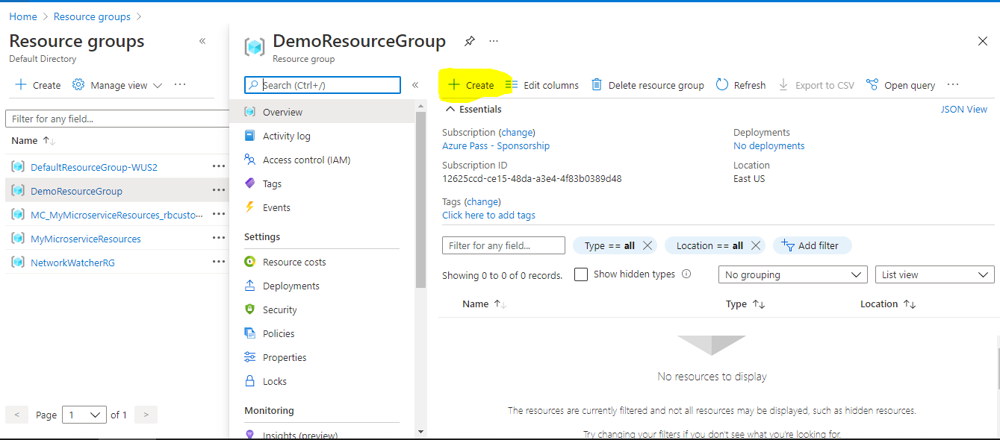 Home > Resource groups >
Resource groups
Default Directory
«
+ Create
Manage view
...
Filter for any field...
Name ↑↓
DefaultResourceGroup-WUS2 ...
DemoResourceGroup ...
MC_MyMicroserviceResources_rbcusto... ...
MyMicroserviceResources ...
NetworkWatcherRG ...
< Page 1 of 1 >
DemoResourceGroup ...
Resource group
Search (Ctrl+/)
«
Overview
Activity log
Access control (IAM)
Tags
Events
Settings
Resource costs
Deployments
Security
Policies
Properties
Locks
Monitoring
Insights (preview)
+ Create Edit columns Delete resource group Refresh Export to CSV Open query ...
Essentials JSON View
Subscription (change)
Azure Pass - Sponsorship
Subscription ID
12625ccd-ce15-48da-a3e4-4f83b0389d48
Deployments
No deployments
Location
East US
Tags (change)
Click here to add tags
Filter for any field... Type == all Location == all Add filter
Showing 0 to 0 of 0 records. Show hidden types No grouping List view
Name ↑↓ Type ↑↓ Location ↑↓
No resources to display
The resources are currently filtered and not all resources may be displayed, such as hidden resources.
Try changing your filters if you don't see what you're looking for.